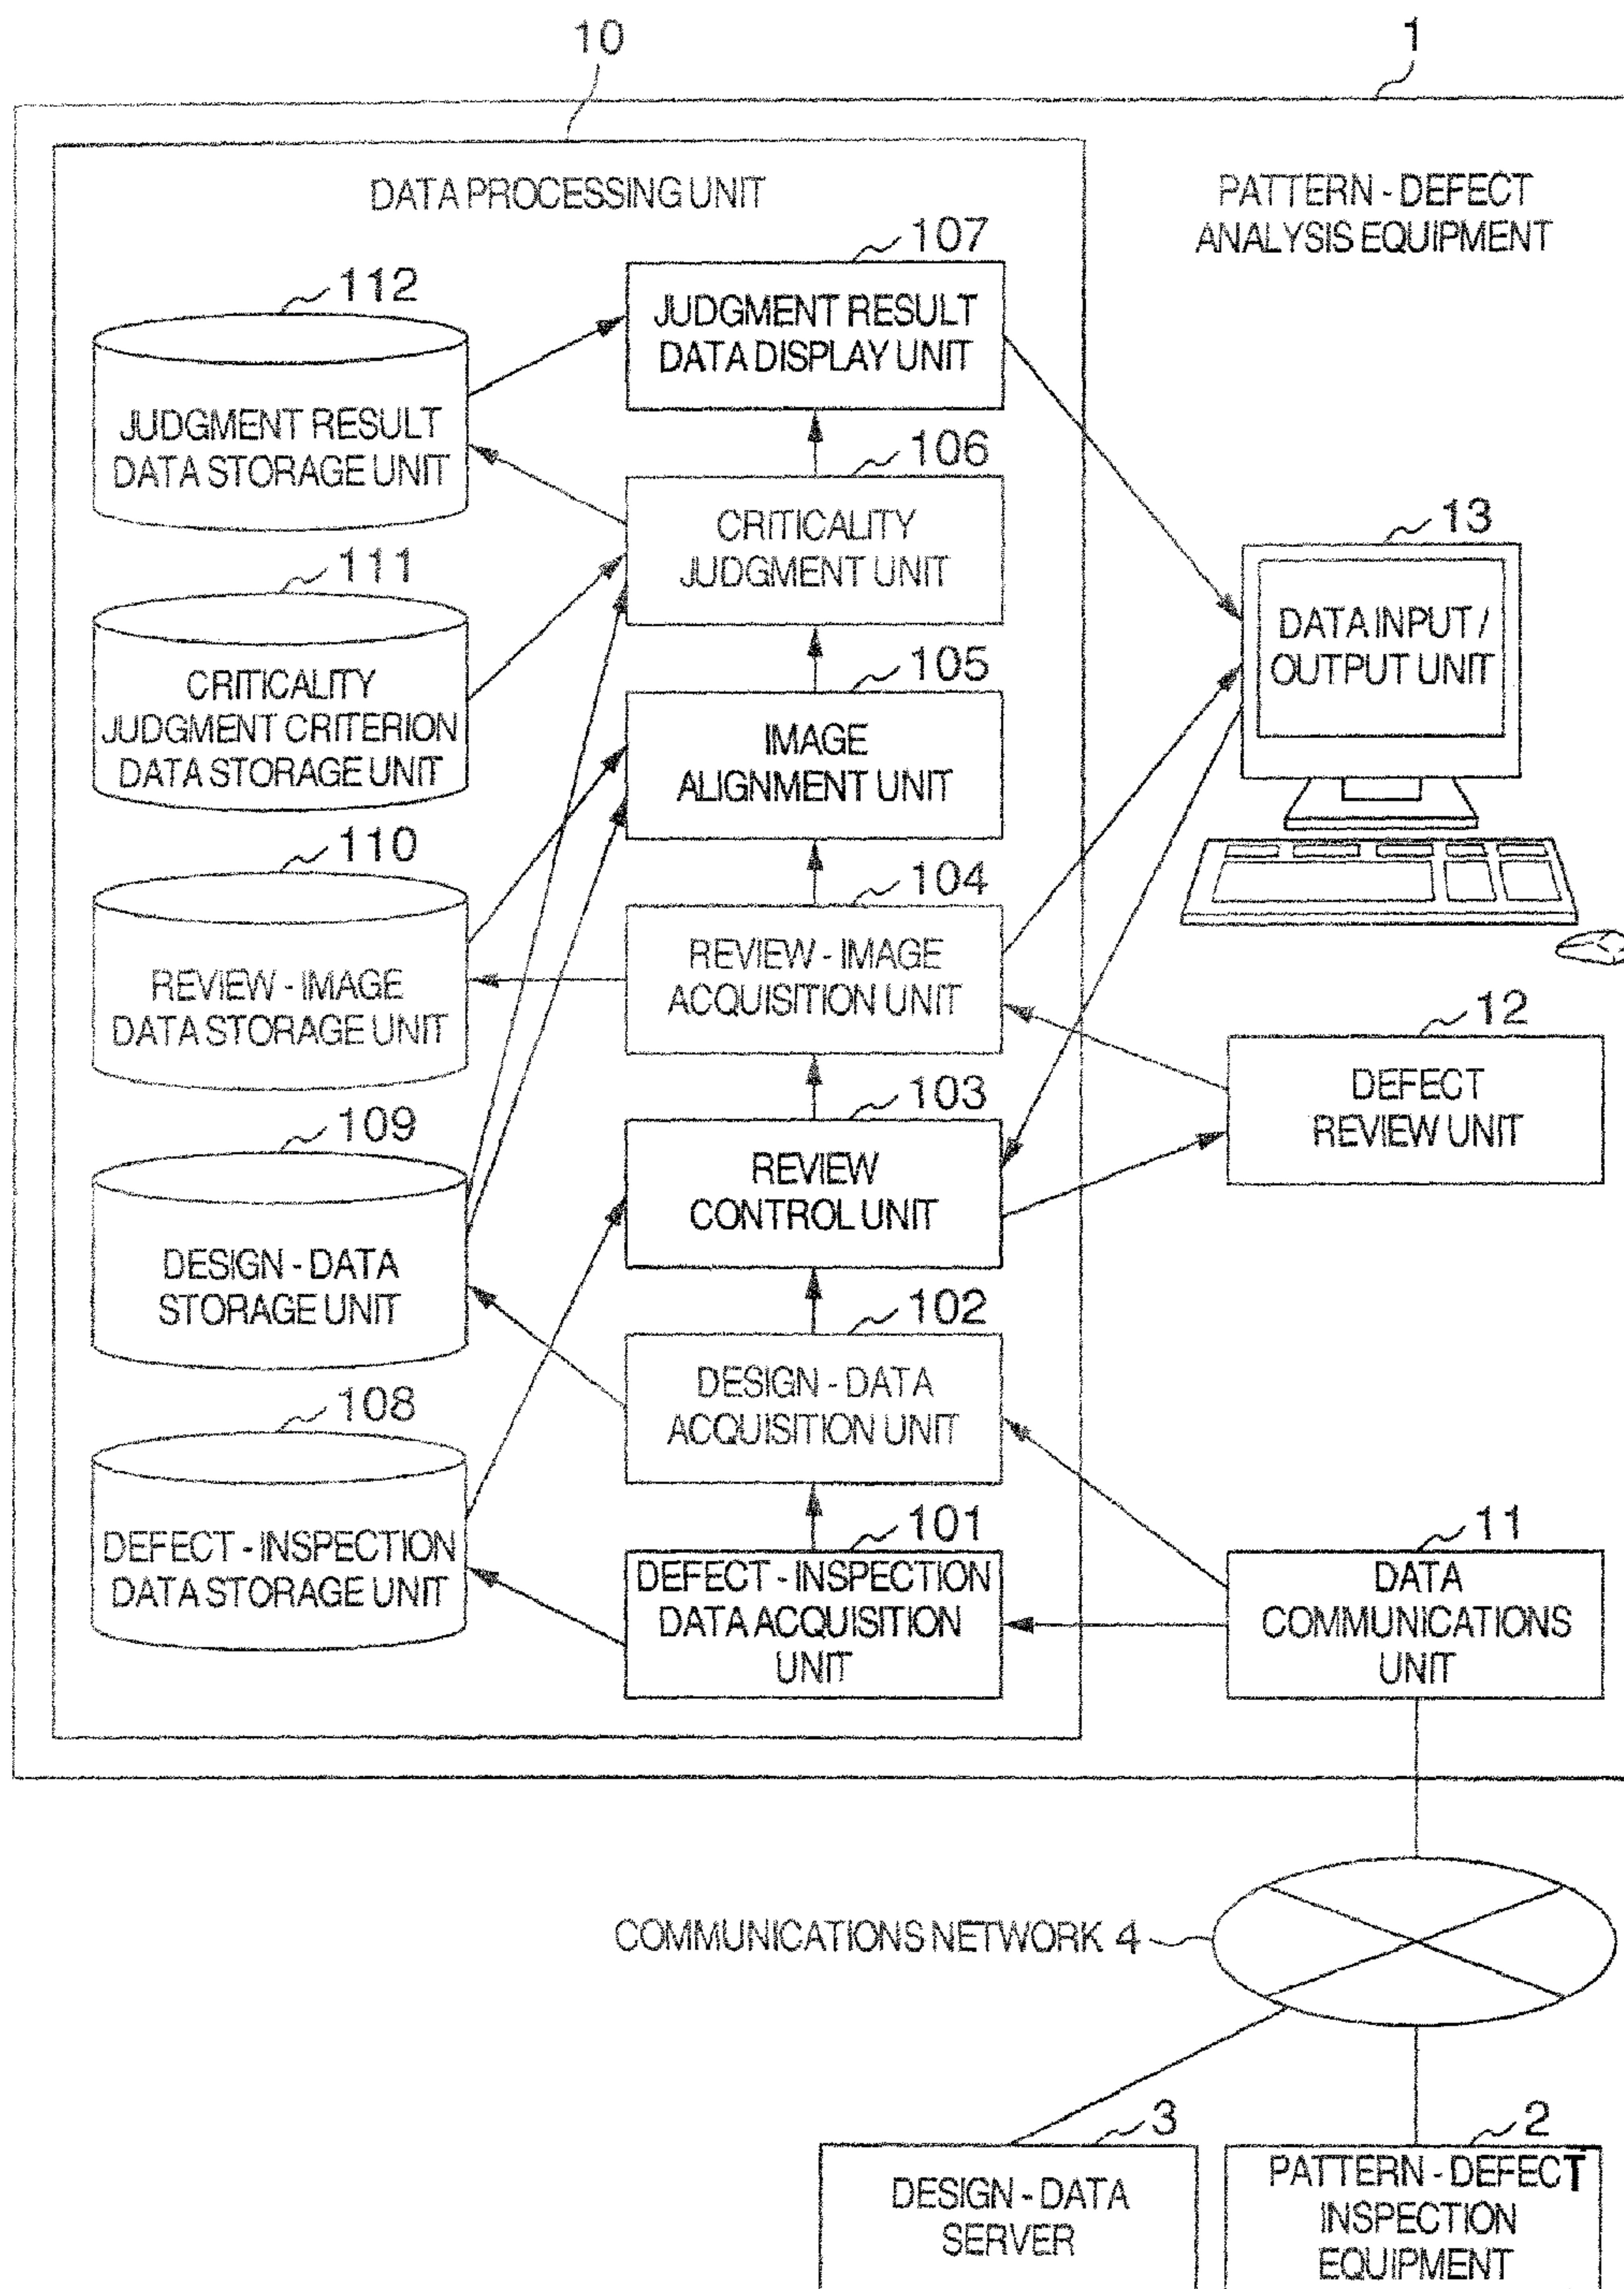 10
1
DATA PROCESSING UNIT
PATTERN - DEFECT
ANALYSIS EQUIPMENT
107
JUDGMENT RESULT
DATA DISPLAY UNIT
112
JUDGMENT RESULT
DATA STORAGE UNIT
106
CRITICALITY
JUDGMENT UNIT
13
DATA INPUT /
OUTPUT UNIT
111
CRITICALITY
JUDGMENT CRITERION
DATA STORAGE UNIT
105
IMAGE
ALIGNMENT UNIT
110
REVIEW - IMAGE
DATA STORAGE UNIT
104
REVIEW - IMAGE
ACQUISITION UNIT
12
DEFECT
REVIEW UNIT
103
REVIEW
CONTROL UNIT
109
DESIGN - DATA
STORAGE UNIT
102
DESIGN - DATA
ACQUISITION UNIT
108
DEFECT - INSPECTION
DATA STORAGE UNIT
101
DEFECT - INSPECTION
DATA ACQUISITION
UNIT
11
DATA
COMMUNICATIONS
UNIT
COMMUNICATIONS NETWORK 4
3
DESIGN - DATA
SERVER
2
PATTERN - DEFECT
INSPECTION
EQUIPMENT